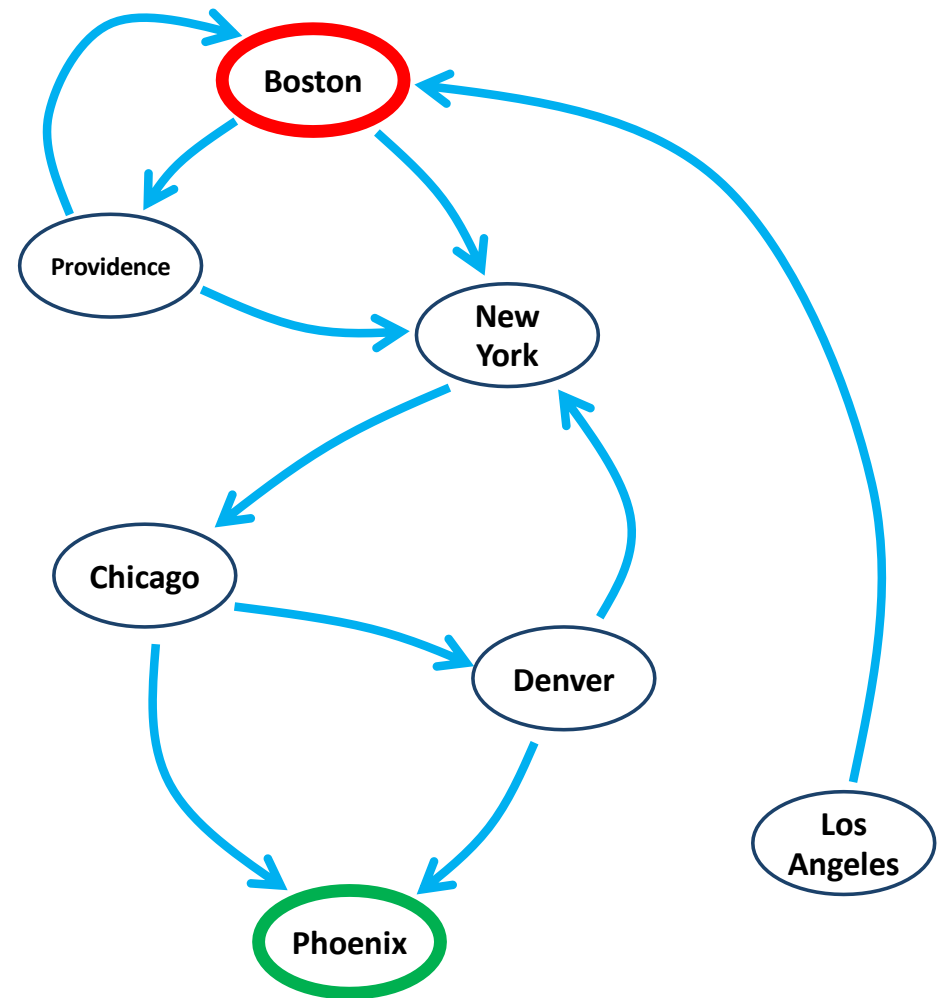 Boston
Providence
New
York
Chicago
Denver
Los
Angeles
Phoenix